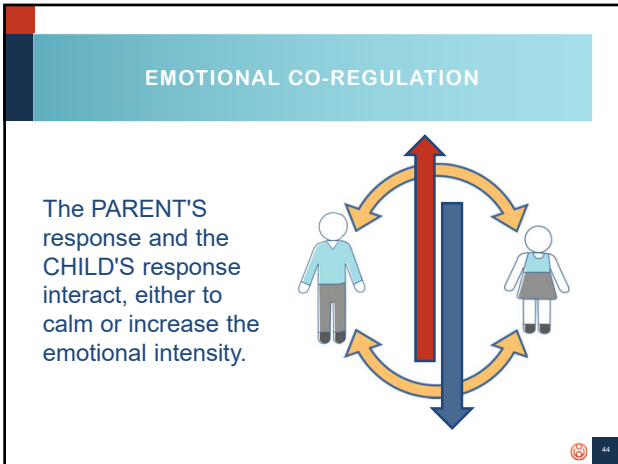 EMOTIONAL CO-REGULATION
The PARENT'S
response and the
CHILD'S response
interact, either to
calm or increase the
emotional intensity.
44